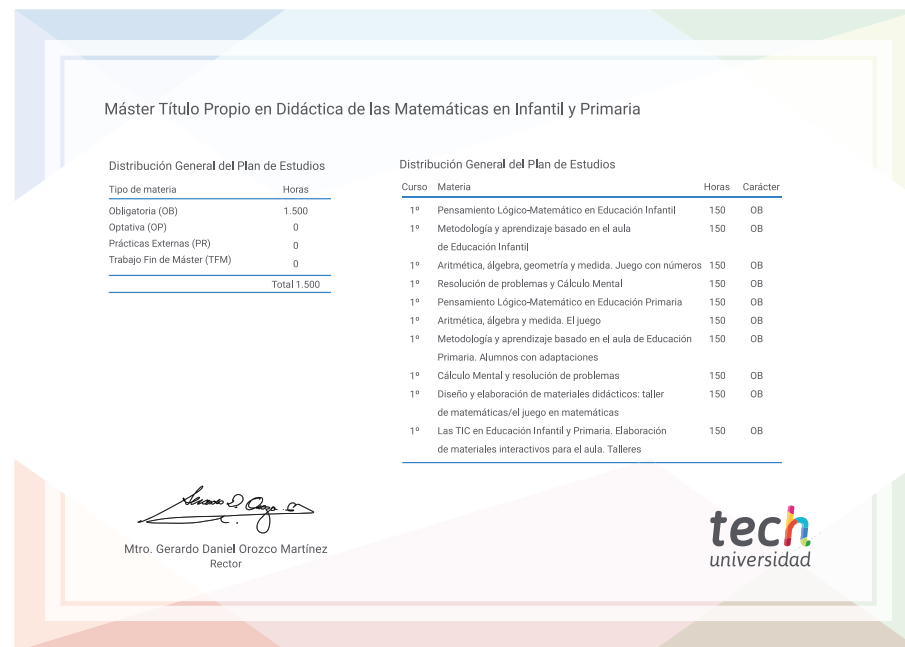 Máster Título Propio en Didáctica de las Matemáticas en Infantil y Primaria
Distribución General del Plan de Estudios
Tipo de materia Horas
Obligatoria (OB) 1.500
Optativa (OP) 0
Prácticas Externas (PR) 0
Trabajo Fin de Máster (TFM) 0
Total 1.500
Distribución General del Plan de Estudios
Curso Materia Horas Carácter
1º Pensamiento Lógico-Matemático en Educación Infantil 150 OB
1º Metodología y aprendizaje basado en el aula 150 OB
de Educación Infantil
1º Aritmética, álgebra, geometría y medida. Juego con números 150 OB
1º Resolución de problemas y Cálculo Mental 150 OB
1º Pensamiento Lógico-Matemático en Educación Primaria 150 OB
1º Aritmética, álgebra y medida. El juego 150 OB
1º Metodología y aprendizaje basado en el aula de Educación 150 OB
Primaria. Alumnos con adaptaciones
1º Cálculo Mental y resolución de problemas 150 OB
1º Diseño y elaboración de materiales didácticos: taller 150 OB
de matemáticas/el juego en matemáticas
1º Las TIC en Educación Infantil y Primaria. Elaboración 150 OB
de materiales interactivos para el aula. Talleres
Mtro. Gerardo Daniel Orozco Martínez
Rector
tech
universidad